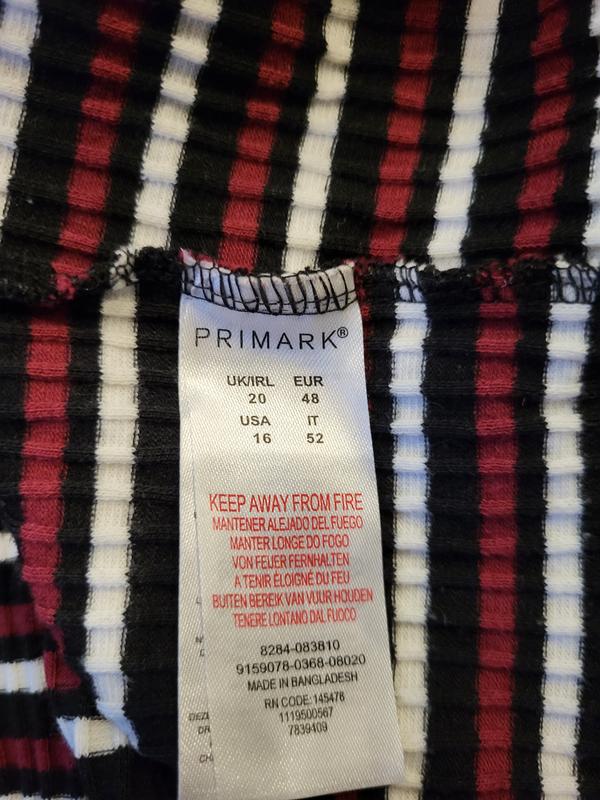 PRIMARK®
UK/IRL EUR
20 48
USA IT
16 52
KEEP AWAY FROM FIRE
MANTENER ALEJADO DEL FUEGO
MANTER LONGE DO FOGO
VON FEUER FERNHALTEN
A TENIR ÉLOIGNÉ DU FEU
BUITEN BEREIK VAN VUUR HOUDEN
TENERE LONTANO DAL FUOCO
8284-083810
9159078-0368-08020
MADE IN BANGLADESH
RN CODE:145478
1119500567
7839409